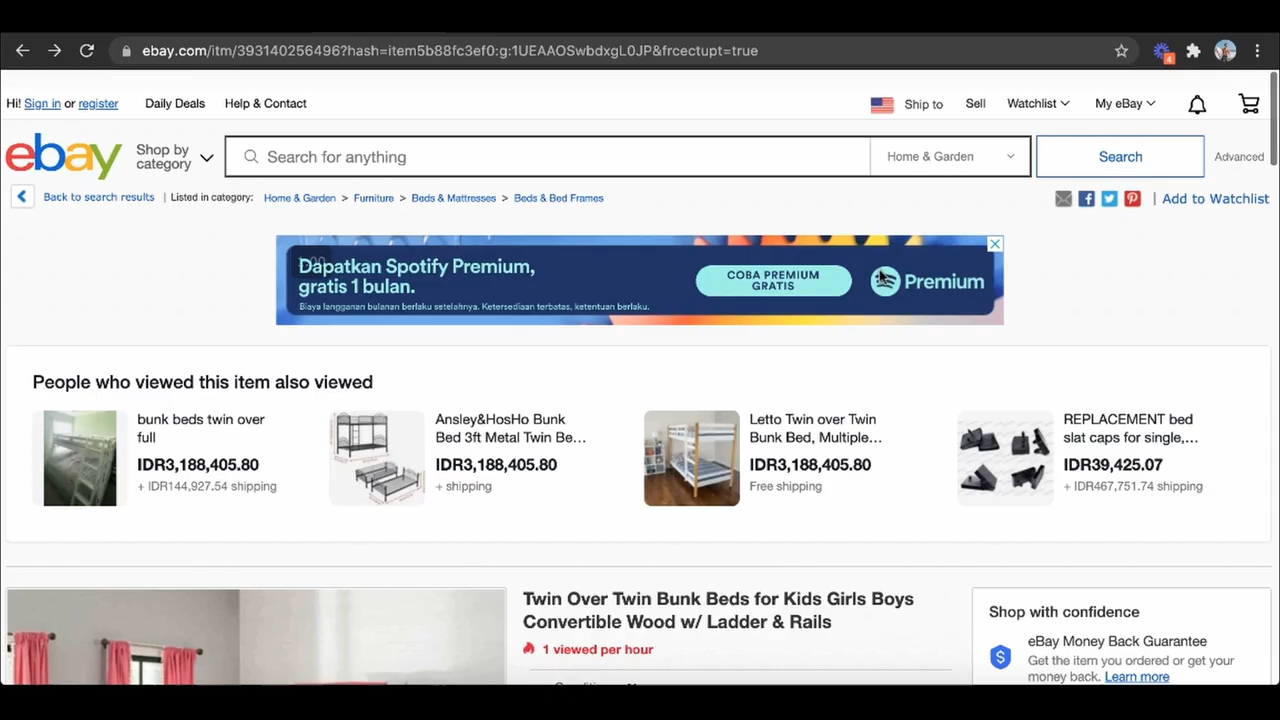 ebay.com/itm/393140256496?hash=item5b88fc3ef0:g:1UEAAOSwbdxgL0JP&frcectupt=true
4
Hi! Sign in or register Daily Deals Help & Contact Ship to Sell Watchlist My eBay
ebay Shop by category Search for anything Home & Garden Search Advanced
Back to search results | Listed in category: Home & Garden > Furniture > Beds & Mattresses > Beds & Bed Frames | Add to Watchlist
Dapatkan Spotify Premium,
gratis 1 bulan.
Biaya langganan bulanan berlaku setelahnya. Ketersediaan terbatas, ketentuan berlaku.
COBA PREMIUM
GRATIS
Premium
People who viewed this item also viewed
bunk beds twin over
full
IDR3,188,405.80
+ IDR144,927.54 shipping
Ansley&HosHo Bunk
Bed 3ft Metal Twin Be...
IDR3,188,405.80
+ shipping
Letto Twin over Twin
Bunk Bed, Multiple...
IDR3,188,405.80
Free shipping
REPLACEMENT bed
slat caps for single,...
IDR39,425.07
+ IDR467,751.74 shipping
Twin Over Twin Bunk Beds for Kids Girls Boys
Convertible Wood w/ Ladder & Rails
1 viewed per hour
Shop with confidence
eBay Money Back Guarantee
Get the item you ordered or get your
money back. Learn more